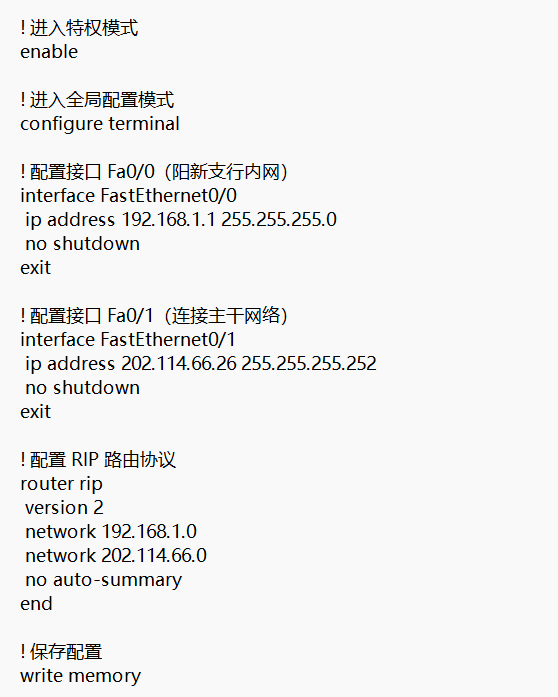 ! 进入特权模式
enable
! 进入全局配置模式
configure terminal
! 配置接口 Fa0/0（阳新支行内网）
interface FastEthernet0/0
ip address 192.168.1.1 255.255.255.0
no shutdown
exit
! 配置接口 Fa0/1（连接主干网络）
interface FastEthernet0/1
ip address 202.114.66.26 255.255.255.252
no shutdown
exit
! 配置 RIP 路由协议
router rip
version 2
network 192.168.1.0
network 202.114.66.0
no auto-summary
end
! 保存配置
write memory